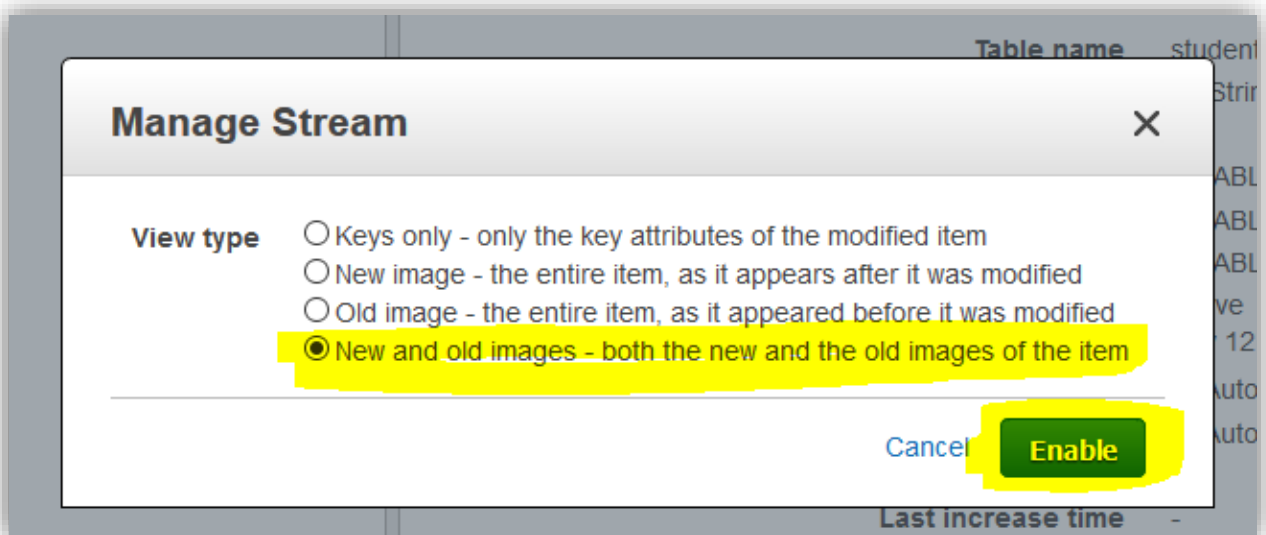 Table name student
Manage Stream
View type
Keys only - only the key attributes of the modified item
New image - the entire item, as it appears after it was modified
Old image - the entire item, as it appeared before it was modified
New and old images - both the new and the old images of the item
Cancel Enable
Last increase time -